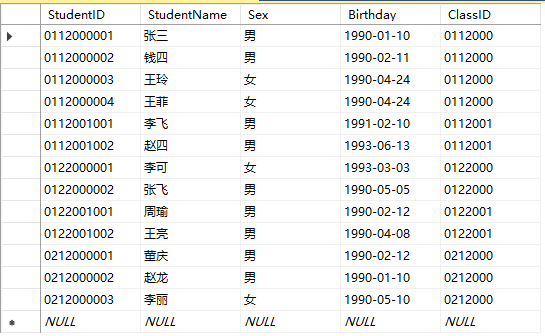 StudentID StudentName Sex Birthday ClassID
0112000001 张三 男 1990-01-10 0112000
0112000002 钱四 男 1990-02-11 0112000
0112000003 王玲 女 1990-04-24 0112000
0112000004 王菲 女 1990-04-24 0112000
0112001001 李飞 男 1991-02-10 0112001
0112001002 赵四 男 1993-06-13 0112001
0122000001 李可 女 1993-03-03 0122000
0122000002 张飞 男 1990-05-05 0122000
0122001001 周瑜 男 1990-02-12 0122001
0122001002 王亮 男 1990-04-08 0122001
0212000001 董庆 男 1990-02-12 0212000
0212000002 赵龙 男 1990-01-10 0212000
0212000003 李丽 女 1990-05-10 0212000
NULL NULL NULL NULL NULL